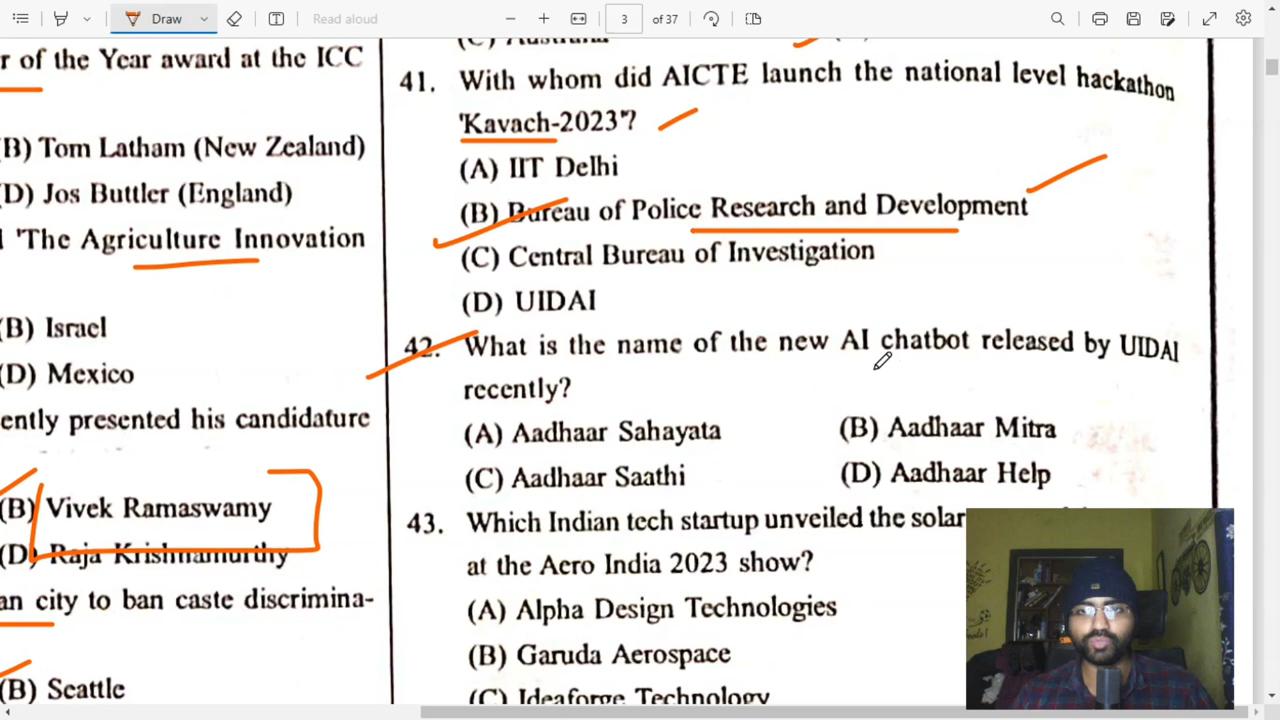 Draw
Read aloud
3
of 37
r of the Year award at the ICC
(B) Tom Latham (New Zealand)
(D) Jos Buttler (England)
'The Agriculture Innovation
(B) Israel
(D) Mexico
ently presented his candidature
(B) Vivek Ramaswamy
(D) Raja Krishnamurthy
an city to ban caste discrimina-
(B) Seattle
41. With whom did AICTE launch the national level hackathon
'Kavach-2023'?
(A) IIT Delhi
(B) Bureau of Police Research and Development
(C) Central Bureau of Investigation
(D) UIDAI
42. What is the name of the new AI chatbot released by UIDAI
recently?
(A) Aadhaar Sahayata (B) Aadhaar Mitra
(C) Aadhaar Saathi (D) Aadhaar Help
43. Which Indian tech startup unveiled the solar
at the Aero India 2023 show?
(A) Alpha Design Technologies
(B) Garuda Aerospace
(C) Ideaforge Technology